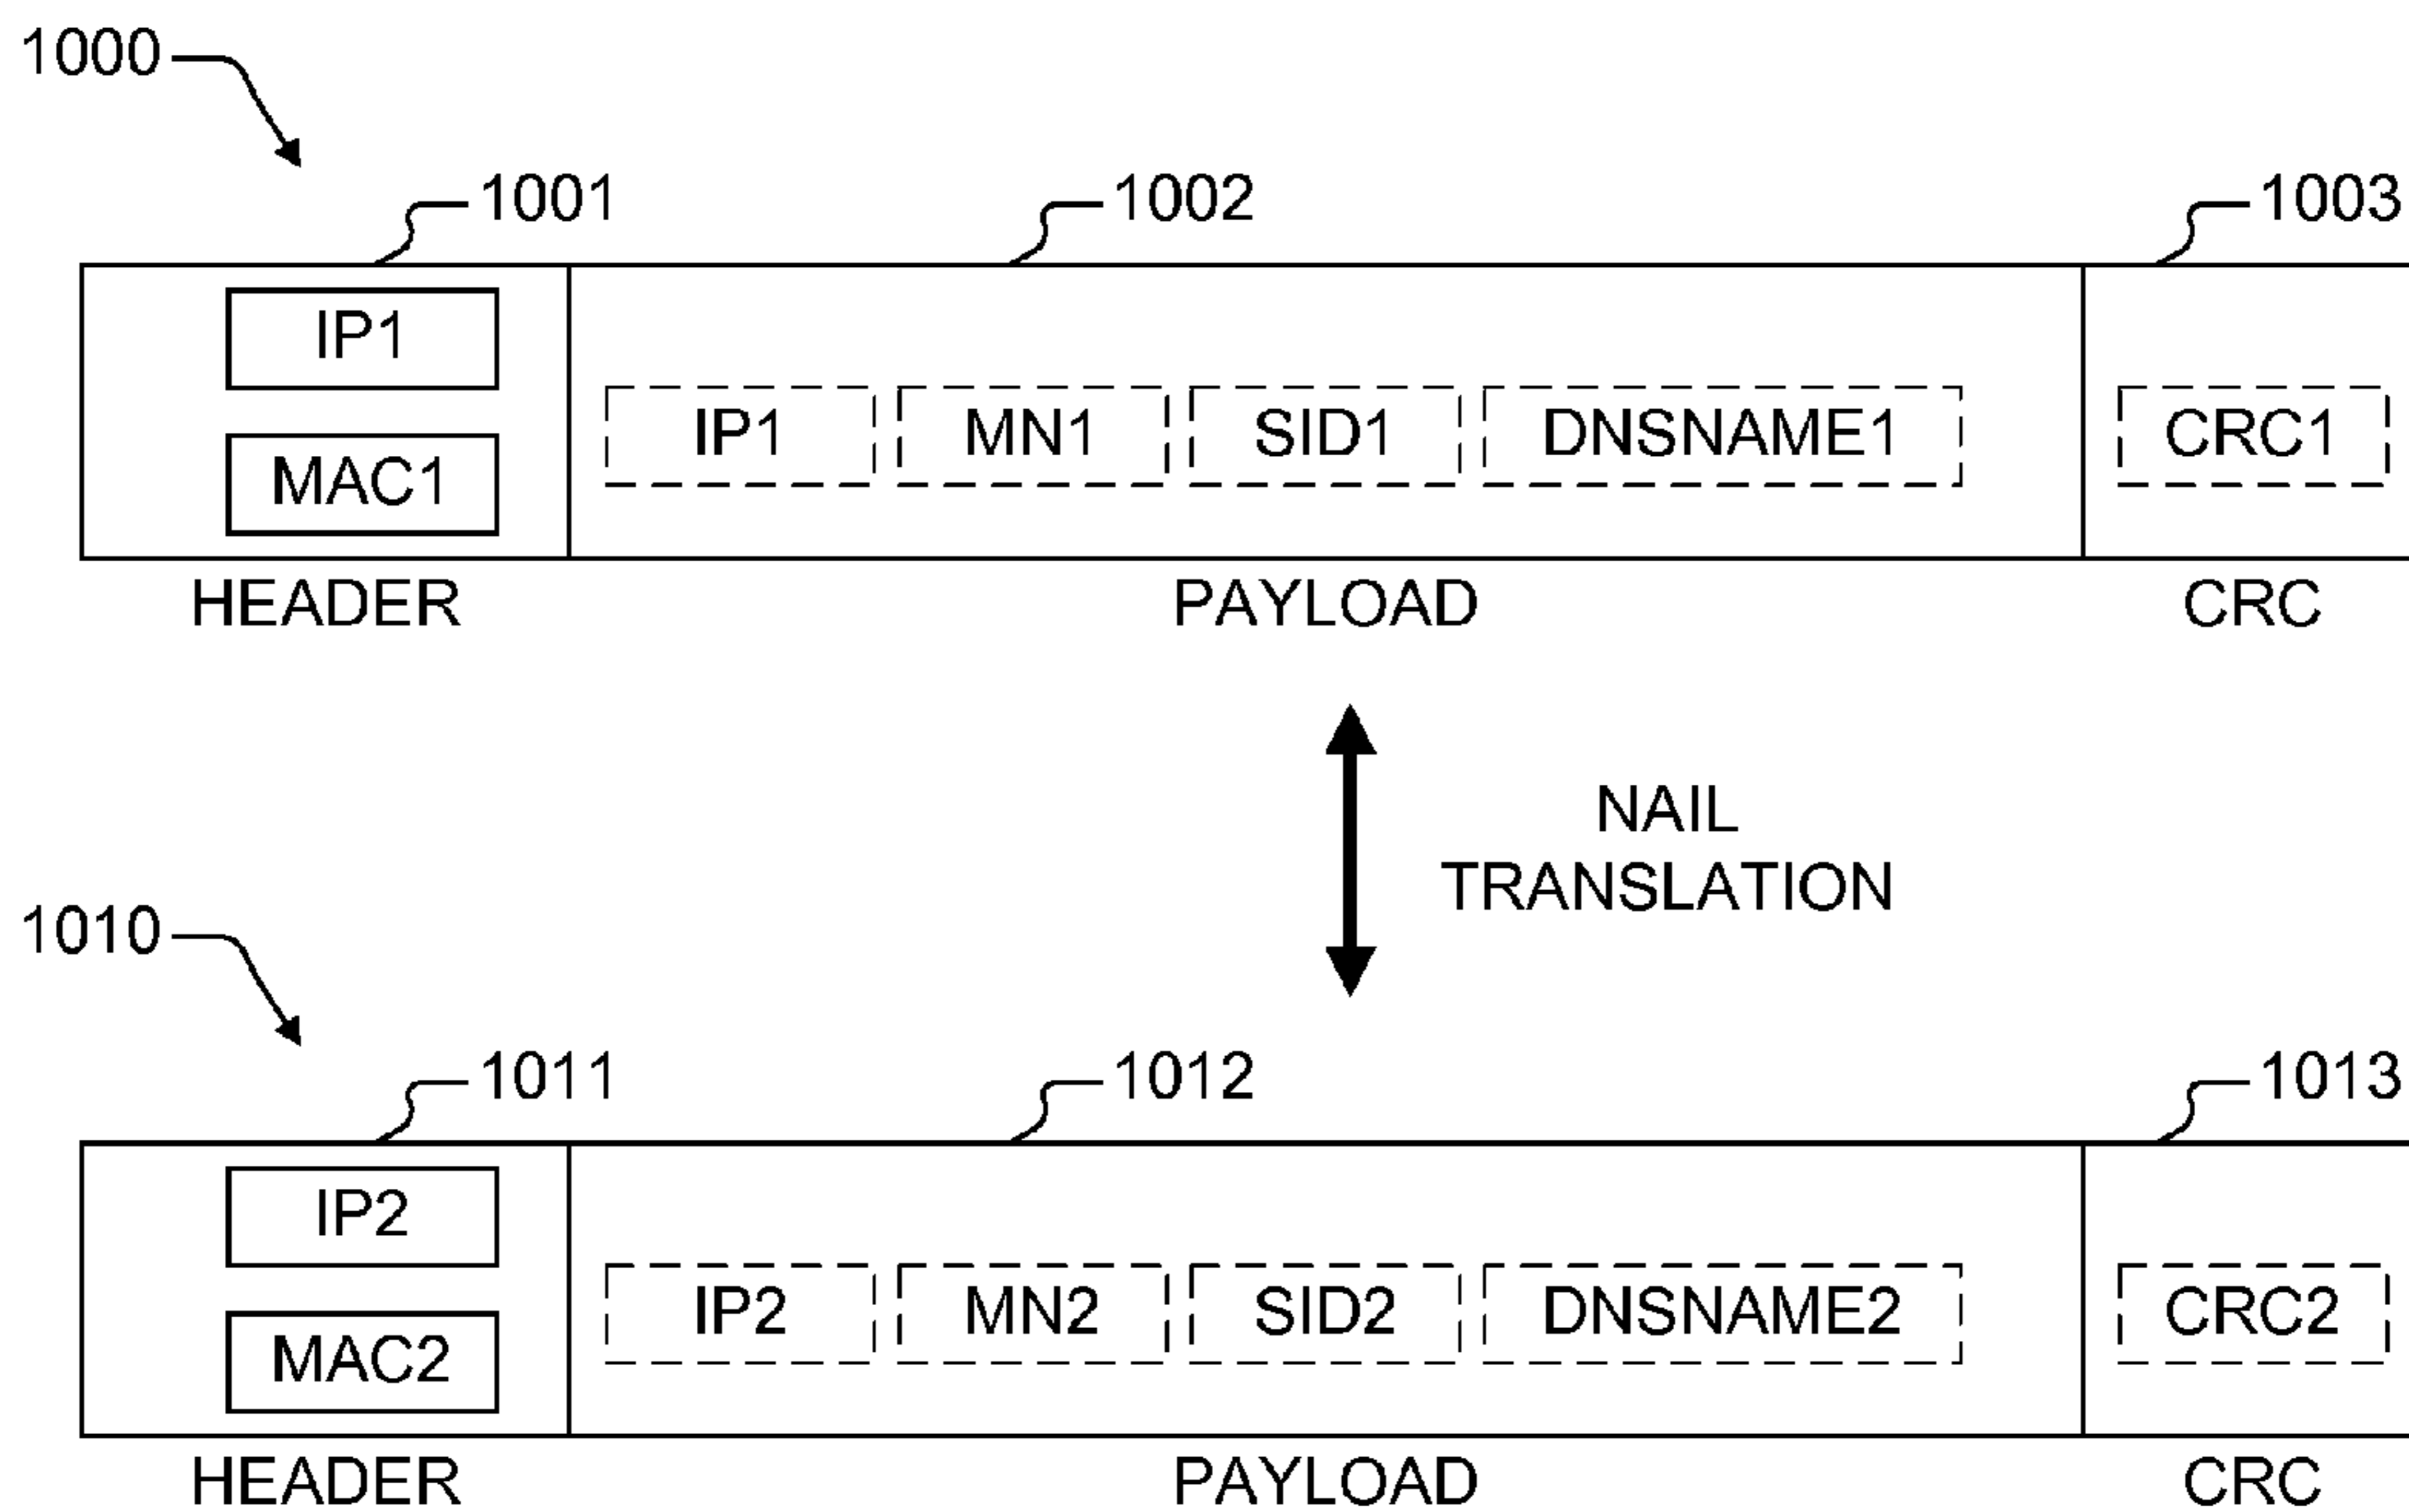 1000
1001 1002 1003
IP1
MAC1
IP1 MN1 SID1 DNSNAME1 CRC1
HEADER PAYLOAD CRC
NAIL
TRANSLATION
1010
1011 1012 1013
IP2
MAC2
IP2 MN2 SID2 DNSNAME2 CRC2
HEADER PAYLOAD CRC